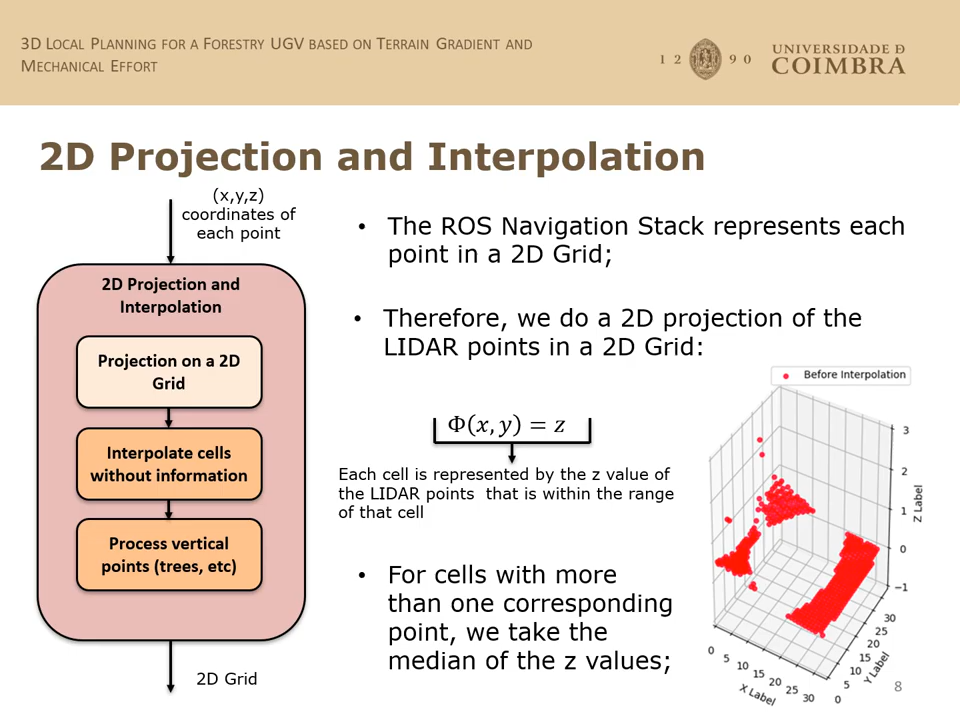 3D Local Planning for a Forestry UGV based on Terrain Gradient and
Mechanical Effort
12 90
UNIVERSIDADE Ð
COIMBRA
2D Projection and Interpolation
(x,y,z)
coordinates of
each point
2D Projection and
Interpolation
Projection on a 2D
Grid
Interpolate cells
without information
Process vertical
points (trees, etc)
2D Grid
• The ROS Navigation Stack represents each
point in a 2D Grid;
• Therefore, we do a 2D projection of the
LIDAR points in a 2D Grid:
Φ(x, y) = z
Each cell is represented by the z value of
the LIDAR points that is within the range
of that cell
• For cells with more
than one corresponding
point, we take the
median of the z values;
Before Interpolation
3
2
1
0
−1
Z Label
0
5
10
15
20
25
30
X Label
0
5
10
15
20
25
30
Y Label
8